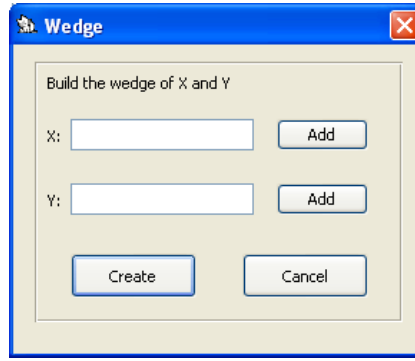 Wedge
Build the wedge of X and Y
X: Add
Y: Add
Create Cancel